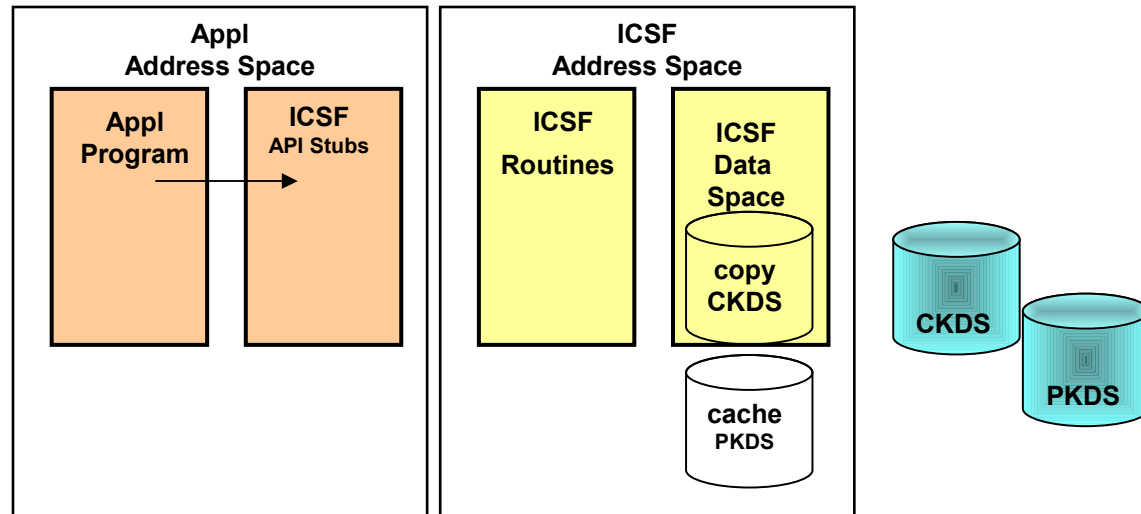 Appl
Address Space
Appl
Program
ICSF
API Stubs
ICSF
Address Space
ICSF
Routines
ICSF
Data
Space
copy
CKDS
cache
PKDS
CKDS
PKDS